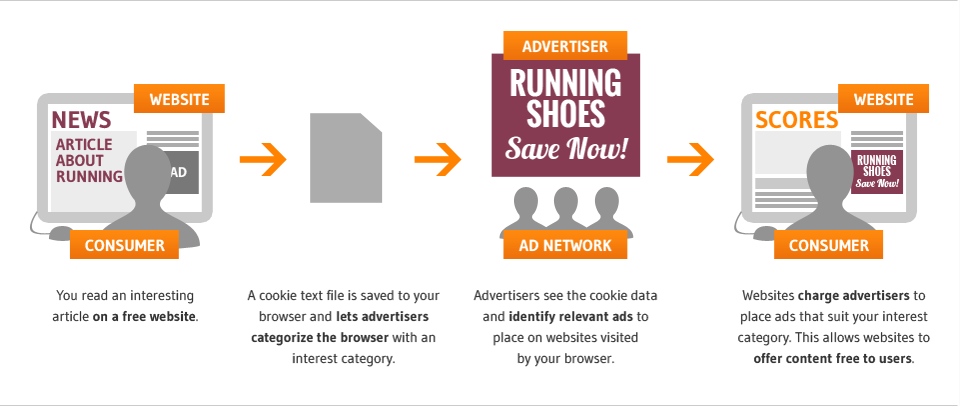 WEBSITE
NEWS
ARTICLE
ABOUT
RUNNING
AD
CONSUMER
You read an interesting
article on a free website.
A cookie text file is saved to your
browser and lets advertisers
categorize the browser with an
interest category.
ADVERTISER
RUNNING
SHOES
Save Now!
AD NETWORK
Advertisers see the cookie data
and identify relevant ads to
place on websites visited
by your browser.
WEBSITE
SCORES
RUNNING
SHOES
Save Now!
CONSUMER
Websites charge advertisers to
place ads that suit your interest
category. This allows websites to
offer content free to users.